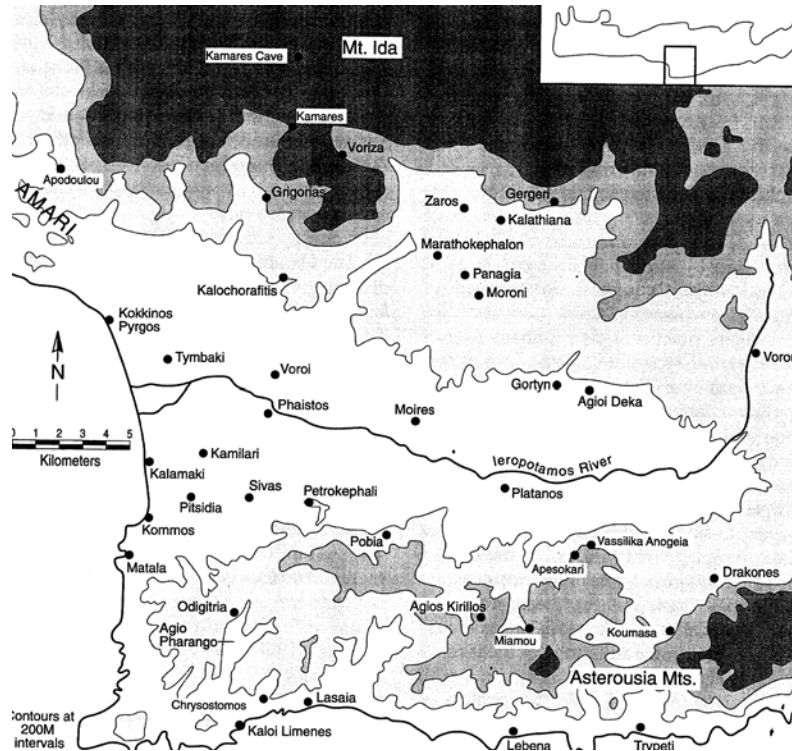 Mt. Ida
Kamares Cave
Kamares
Voriza
Apodoulou
AMARI
Grigorias
Gergeri
Zaros
Kalathiana
Marathokephalon
Panagia
Kalochorafitis
Moroni
Kokkinos
Pyrgos
N
Tymbaki
Voroi
Voror
Gortyn
Agioi Deka
Phaistos
Moires
0 1 2 3 4 5
Kilometers
Kamilari
Ieropotamos River
Kalamaki
Pitsidia
Sivas
Petrokephali
Platanos
Kommos
Pobia
Vassilika Anogeia
Matala
Apesokari
Drakones
Odigitria
Agios Kirillos
Agio
Pharango
Miamou
Koumasa
Asterousia Mts.
Chrysostomos
Lasaia
Contours at
200M
intervals
Kaloi Limenes
Lebena
Trypeti